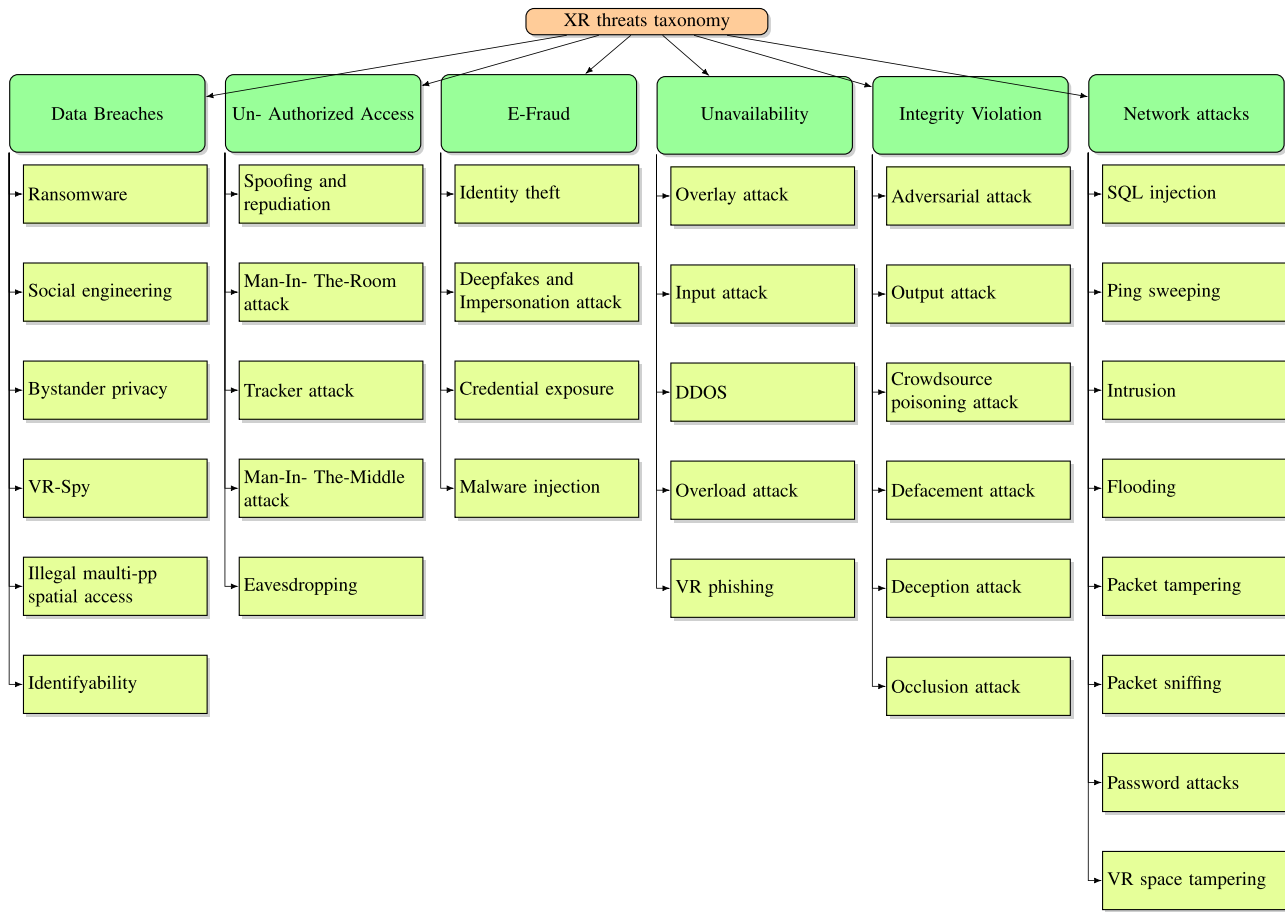 XR threats taxonomy
Data Breaches
Ransomware
Social engineering
Bystander privacy
VR-Spy
Illegal maulti-pp
spatial access
Identifyability
Un- Authorized Access
Spoofing and
repudiation
Man-In- The-Room
attack
Tracker attack
Man-In- The-Middle
attack
Eavesdropping
E-Fraud
Identity theft
Deepfakes and
Impersonation attack
Credential exposure
Malware injection
Unavailability
Overlay attack
Input attack
DDOS
Overload attack
VR phishing
Integrity Violation
Adversarial attack
Output attack
Crowdsource
poisoning attack
Defacement attack
Deception attack
Occlusion attack
Network attacks
SQL injection
Ping sweeping
Intrusion
Flooding
Packet tampering
Packet sniffing
Password attacks
VR space tampering